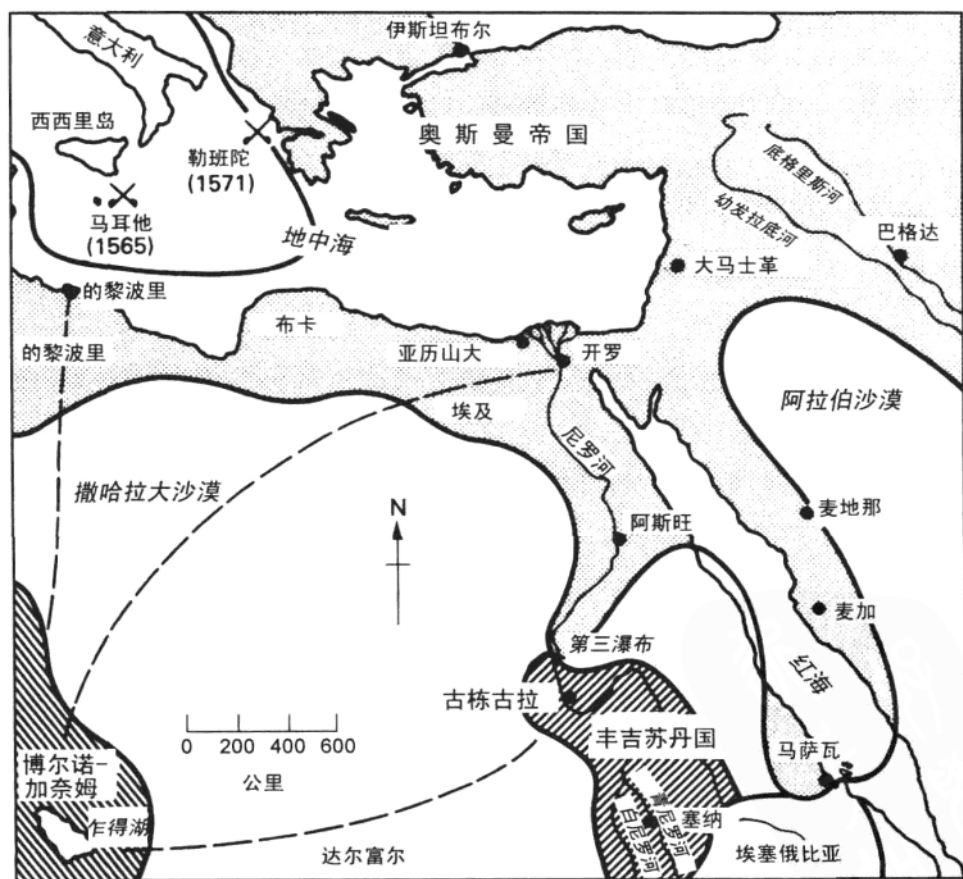 伊斯坦布尔
意大利
西西里岛
奥斯曼帝国
勒班陀
(1571)
底格里斯河
马耳他
(1565)
幼发拉底河
地中海
巴格达
大马士革
的黎波里
布卡
的黎波里
亚历山大
开罗
阿拉伯沙漠
埃及
尼罗河
撒哈拉大沙漠
N
麦地那
阿斯旺
麦加
第三瀑布
红海
古栋古拉
0 200 400 600
公里
丰吉苏丹国
马萨瓦
博尔诺-
加奈姆
乍得湖
青尼罗河
白尼罗河
塞纳
达尔富尔
埃塞俄比亚